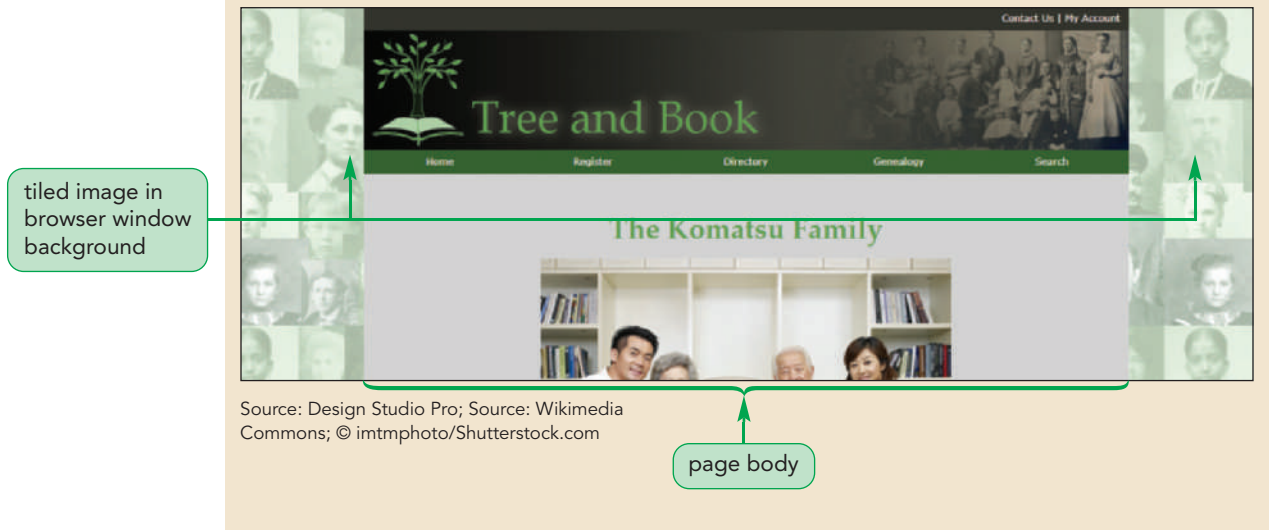 Contact Us | My Account
Tree and Book
Home Register Directory Genealogy Search
tiled image in
browser window
background
The Komatsu Family
Source: Design Studio Pro; Source: Wikimedia
Commons; © imtmphoto/Shutterstock.com
page body